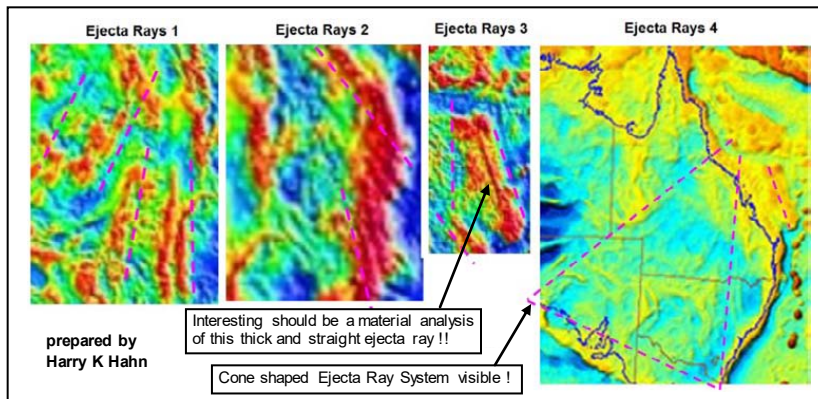 Ejecta Rays 1
Ejecta Rays 2
Ejecta Rays 3
Ejecta Rays 4
Interesting should be a material analysis
of this thick and straight ejecta ray !!
prepared by
Harry K Hahn
Cone shaped Ejecta Ray System visible !